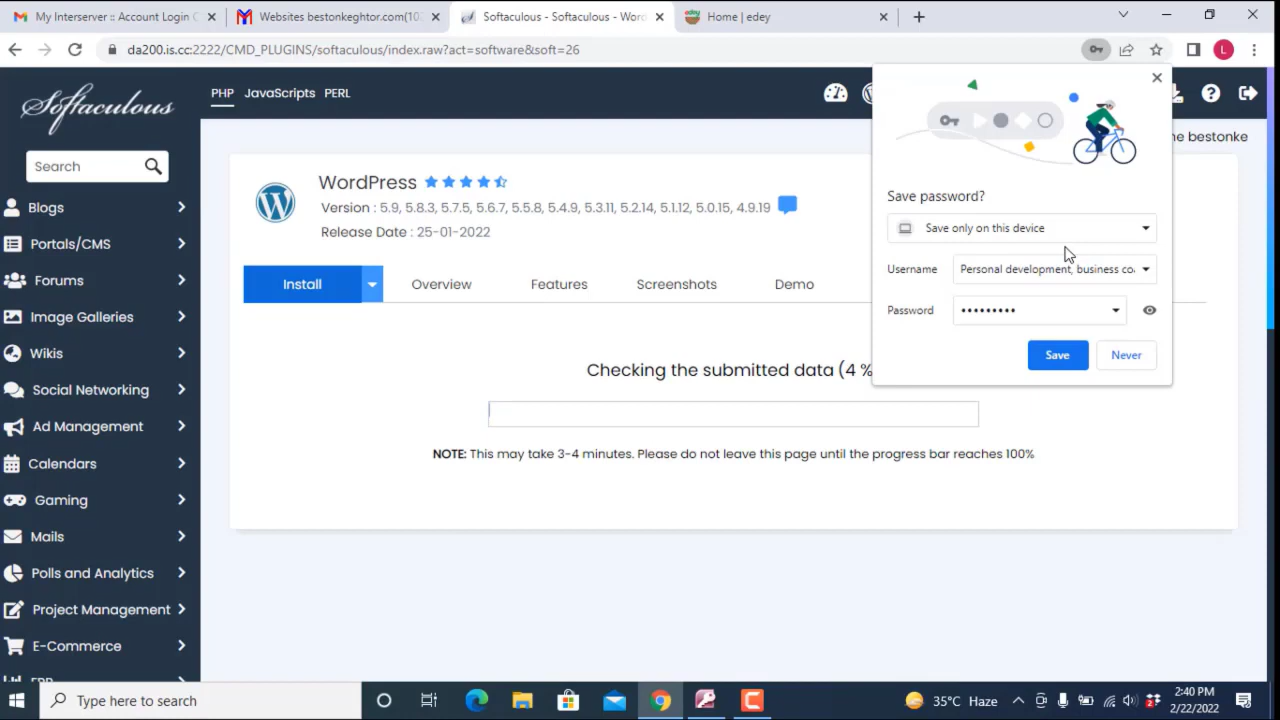 My Interserver :: Account Login C
Websites bestonkeghtor.com(10
Softaculous - Softaculous - Wor
Home | edey
da200.is.cc:2222/CMD_PLUGINS/softaculous/index.raw?act=software&soft=26
L
Softaculous
PHP
JavaScripts
PERL
Search
Blogs
Portals/CMS
Forums
Image Galleries
Wikis
Social Networking
Ad Management
Calendars
Gaming
Mails
Polls and Analytics
Project Management
E-Commerce
me bestonke
WordPress
Version : 5.9, 5.8.3, 5.7.5, 5.6.7, 5.5.8, 5.4.9, 5.3.11, 5.2.14, 5.1.12, 5.0.15, 4.9.19
Release Date : 25-01-2022
Install
Overview
Features
Screenshots
Demo
Checking the submitted data (4 %
NOTE: This may take 3-4 minutes. Please do not leave this page until the progress bar reaches 100%
Save password?
Save only on this device
Username
Personal development, business co
Password
•••••••••
Save
Never
Type here to search
35°C Haze
2:40 PM
2/22/2022
2